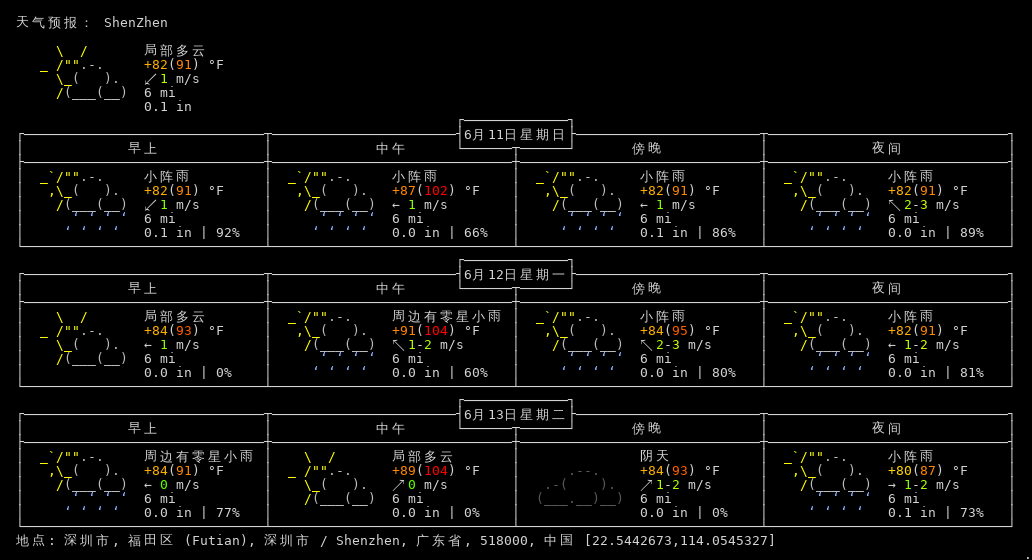 天气预报： ShenZhen
局部多云
+82(91) °F
↙ 1 m/s
6 mi
0.1 in
6月11日星期日
早上 中午 傍晚 夜间
小阵雨 小阵雨 小阵雨 小阵雨
+82(91) °F +87(102) °F +82(91) °F +82(91) °F
↙ 1 m/s ← 1 m/s ← 1 m/s ↖ 2-3 m/s
6 mi 6 mi 6 mi 6 mi
0.1 in | 92% 0.0 in | 66% 0.1 in | 86% 0.0 in | 89%
6月12日星期一
早上 中午 傍晚 夜间
局部多云 周边有零星小雨 小阵雨 小阵雨
+84(93) °F +91(104) °F +84(95) °F +82(91) °F
← 1 m/s ↖ 1-2 m/s ↖ 2-3 m/s ← 1-2 m/s
6 mi 6 mi 6 mi 6 mi
0.0 in | 0% 0.0 in | 60% 0.0 in | 80% 0.0 in | 81%
6月13日星期二
早上 中午 傍晚 夜间
周边有零星小雨 局部多云 阴天 小阵雨
+84(91) °F +89(104) °F +84(93) °F +80(87) °F
← 0 m/s ↗ 0 m/s ↗ 1-2 m/s → 1-2 m/s
6 mi 6 mi 6 mi 6 mi
0.0 in | 77% 0.0 in | 0% 0.0 in | 0% 0.1 in | 73%
地点: 深圳市, 福田区 (Futian), 深圳市 / Shenzhen, 广东省, 518000, 中国 [22.5442673,114.0545327]